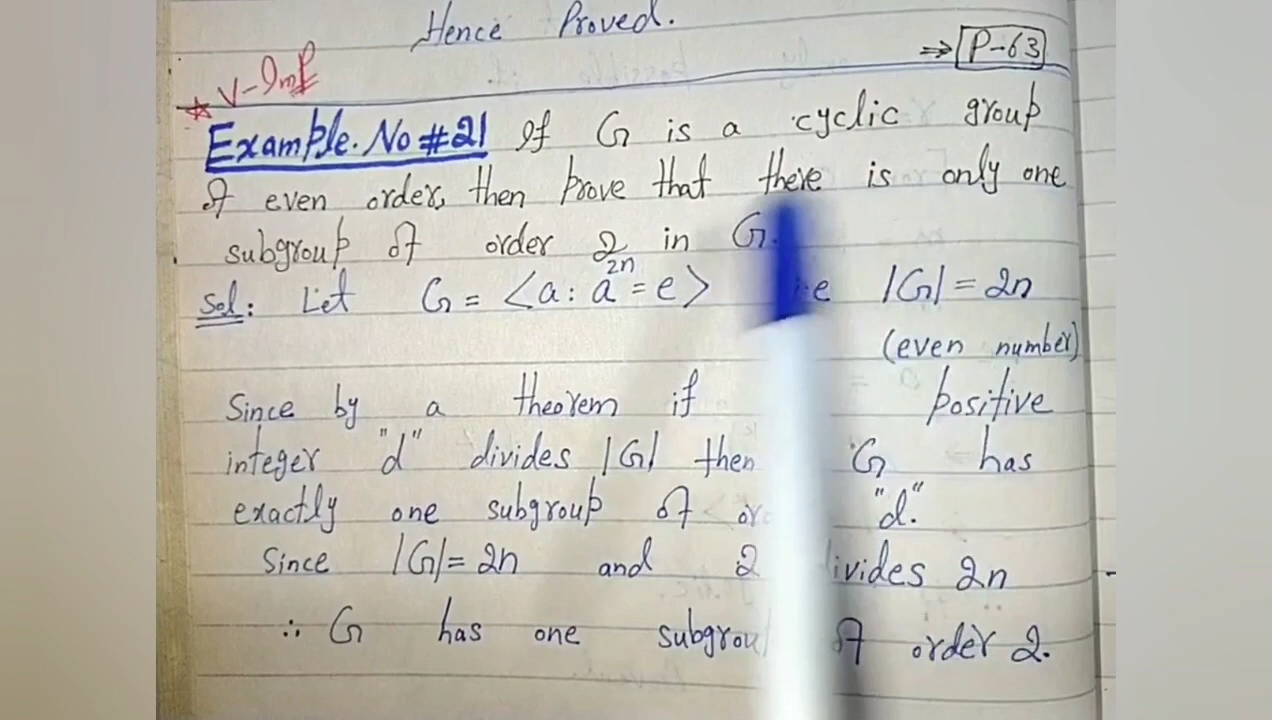 Hence Proved.
⇒ P-63
☆ V-Imp
Example.No #21 If G is a cyclic group
of even order, then prove that there is only one
subgroup of order 2 in G.
Sol: Let G = <a : a²ⁿ = e> i.e |G| = 2n
(even number)
Since by a theorem if positive
integer "d" divides |G| then G has
exactly one subgroup of "d".
Since |G| = 2n and 2 divides 2n
∴ G has one subgroup of order 2.